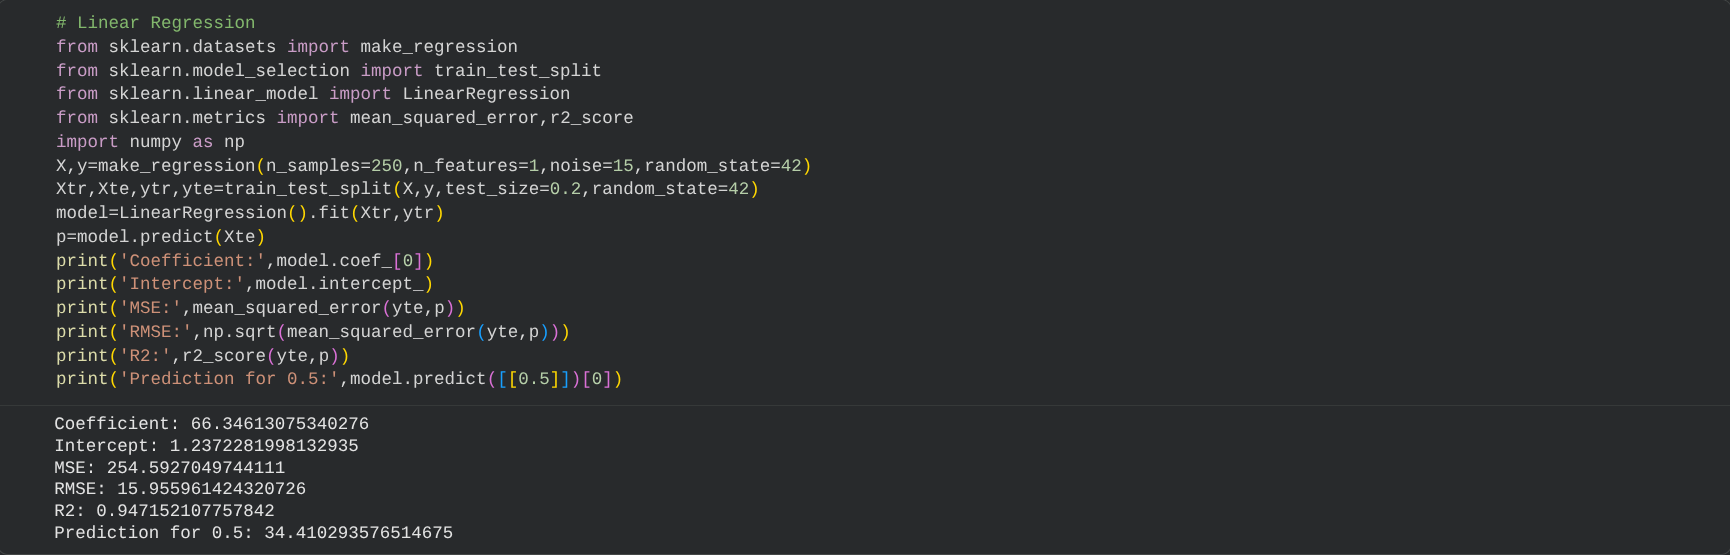 # Linear Regression
from sklearn.datasets import make_regression
from sklearn.model_selection import train_test_split
from sklearn.linear_model import LinearRegression
from sklearn.metrics import mean_squared_error,r2_score
import numpy as np
X,y=make_regression(n_samples=250,n_features=1,noise=15,random_state=42)
Xtr,Xte,ytr,yte=train_test_split(X,y,test_size=0.2,random_state=42)
model=LinearRegression().fit(Xtr,ytr)
p=model.predict(Xte)
print('Coefficient:',model.coef_[0])
print('Intercept:',model.intercept_)
print('MSE:',mean_squared_error(yte,p))
print('RMSE:',np.sqrt(mean_squared_error(yte,p)))
print('R2:',r2_score(yte,p))
print('Prediction for 0.5:',model.predict([[0.5]])[0])
Coefficient: 66.34613075340276
Intercept: 1.2372281998132935
MSE: 254.5927049744111
RMSE: 15.955961424320726
R2: 0.947152107757842
Prediction for 0.5: 34.410293576514675